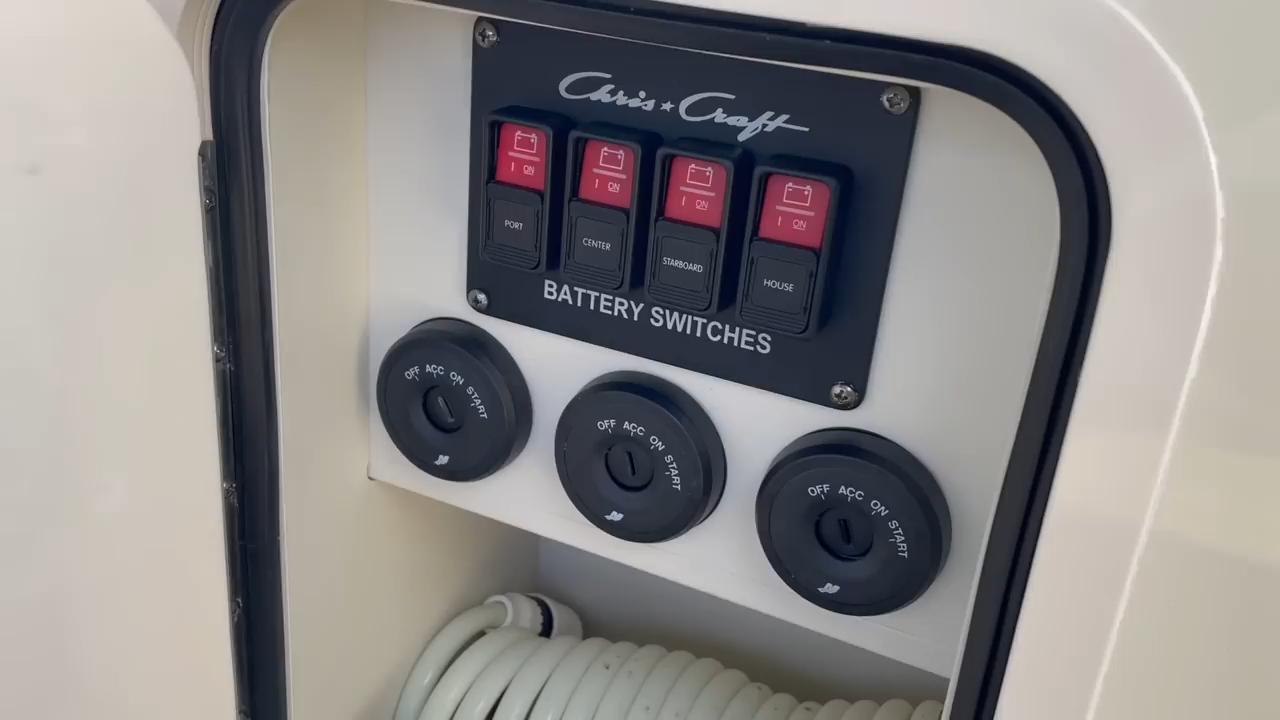 Chris★Craft
I ON
I ON
I ON
I ON
PORT
CENTER
STARBOARD
HOUSE
BATTERY SWITCHES
OFF ACC ON START
OFF ACC ON START
OFF ACC ON START